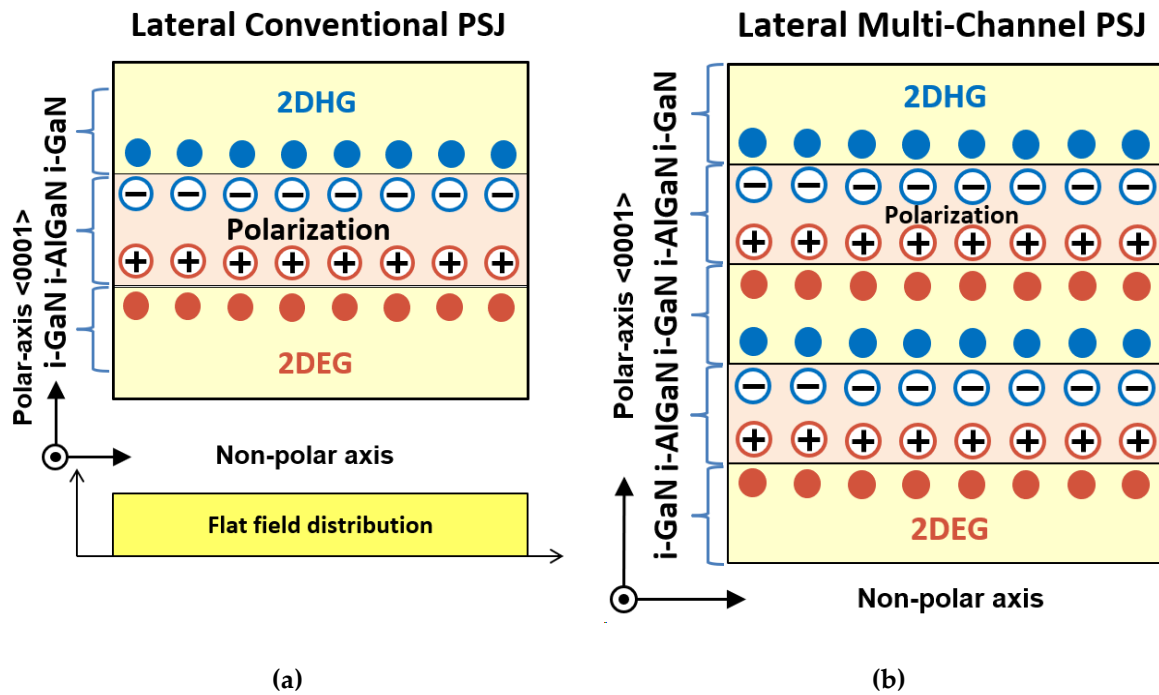 Lateral Conventional PSJ
2DHG
Polarization
2DEG
i-GaN i-AlGaN i-GaN
Polar-axis <0001>
Non-polar axis
Flat field distribution
(a)
Lateral Multi-Channel PSJ
2DHG
Polarization
2DEG
i-GaN i-AlGaN i-GaN i-AlGaN i-GaN
Polar-axis <0001>
Non-polar axis
(b)